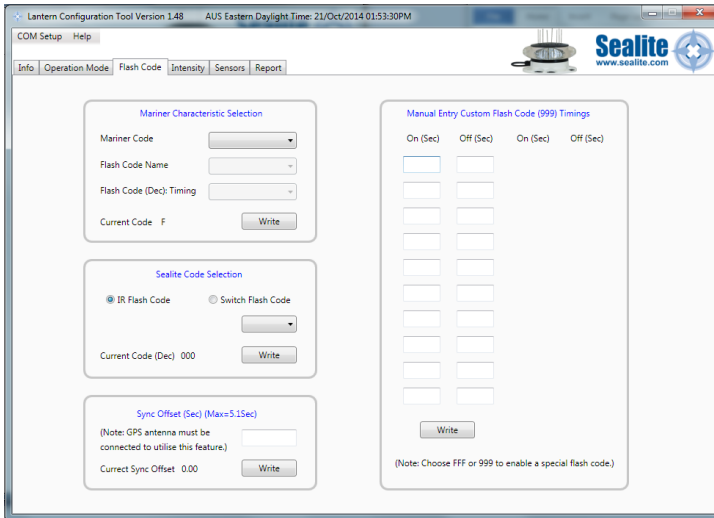 Lantern Configuration Tool Version 1.48 AUS Eastern Daylight Time: 21/Oct/2014 01:53:30PM
COM Setup Help
Sealite
www.sealite.com
Info Operation Mode Flash Code Intensity Sensors Report
Mariner Characteristic Selection
Mariner Code
Flash Code Name
Flash Code (Dec): Timing
Current Code F Write
Sealite Code Selection
IR Flash Code Switch Flash Code
Current Code (Dec) 000 Write
Sync Offset (Sec) (Max=5.1Sec)
(Note: GPS antenna must be
connected to utilise this feature.)
Currect Sync Offset 0.00 Write
Manual Entry Custom Flash Code (999) Timings
On (Sec) Off (Sec) On (Sec) Off (Sec)
Write
(Note: Choose FFF or 999 to enable a special flash code.)